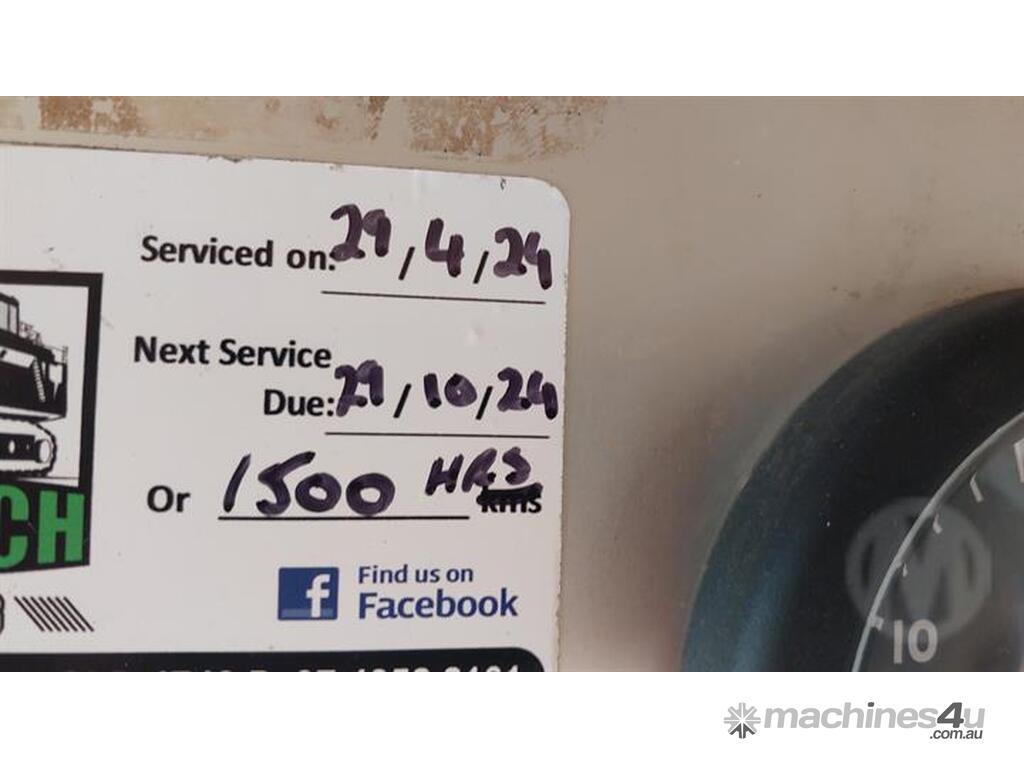 Serviced on: 29/4/24
Next Service
Due: 29/10/24
Or 1500 HRS kms
CH
Find us on
Facebook
10
machines4u
.com.au